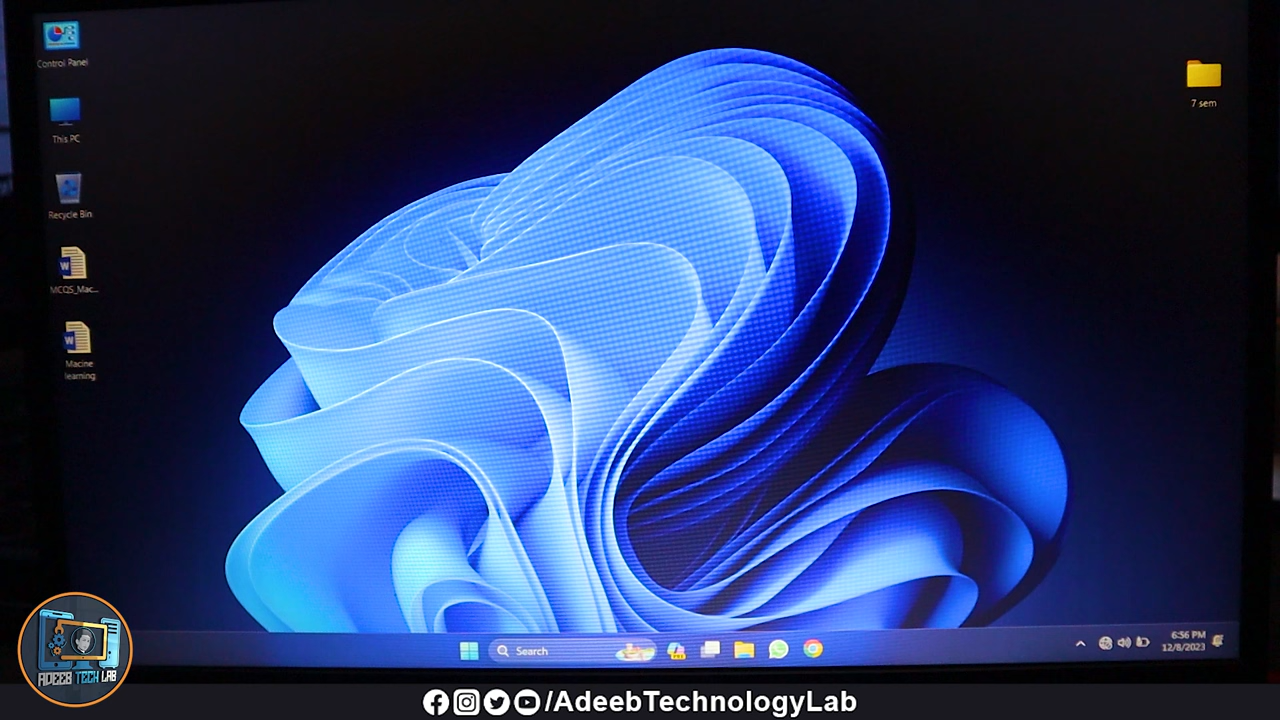 Control Panel
This PC
Recycle Bin
MCQS_Mac...
Macine
learning
7 sem
Search
6:56 PM
12/8/2023
ADEEB TECH LAB
/AdeebTechnologyLab